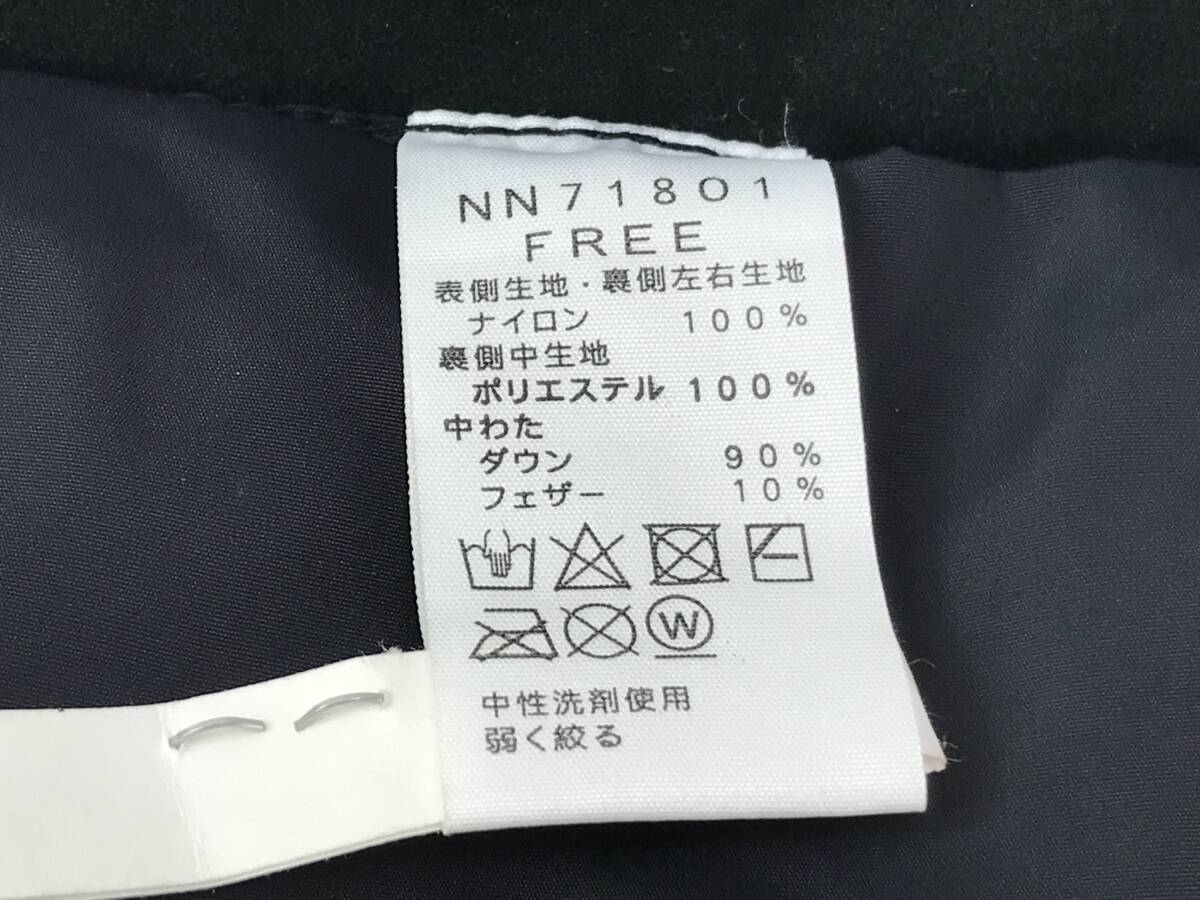 NN71801
FREE
表側生地・裏側左右生地
ナイロン 100%
裏側中生地
ポリエステル 100%
中わた
ダウン 90%
フェザー 10%
W
中性洗剤使用
弱く絞る